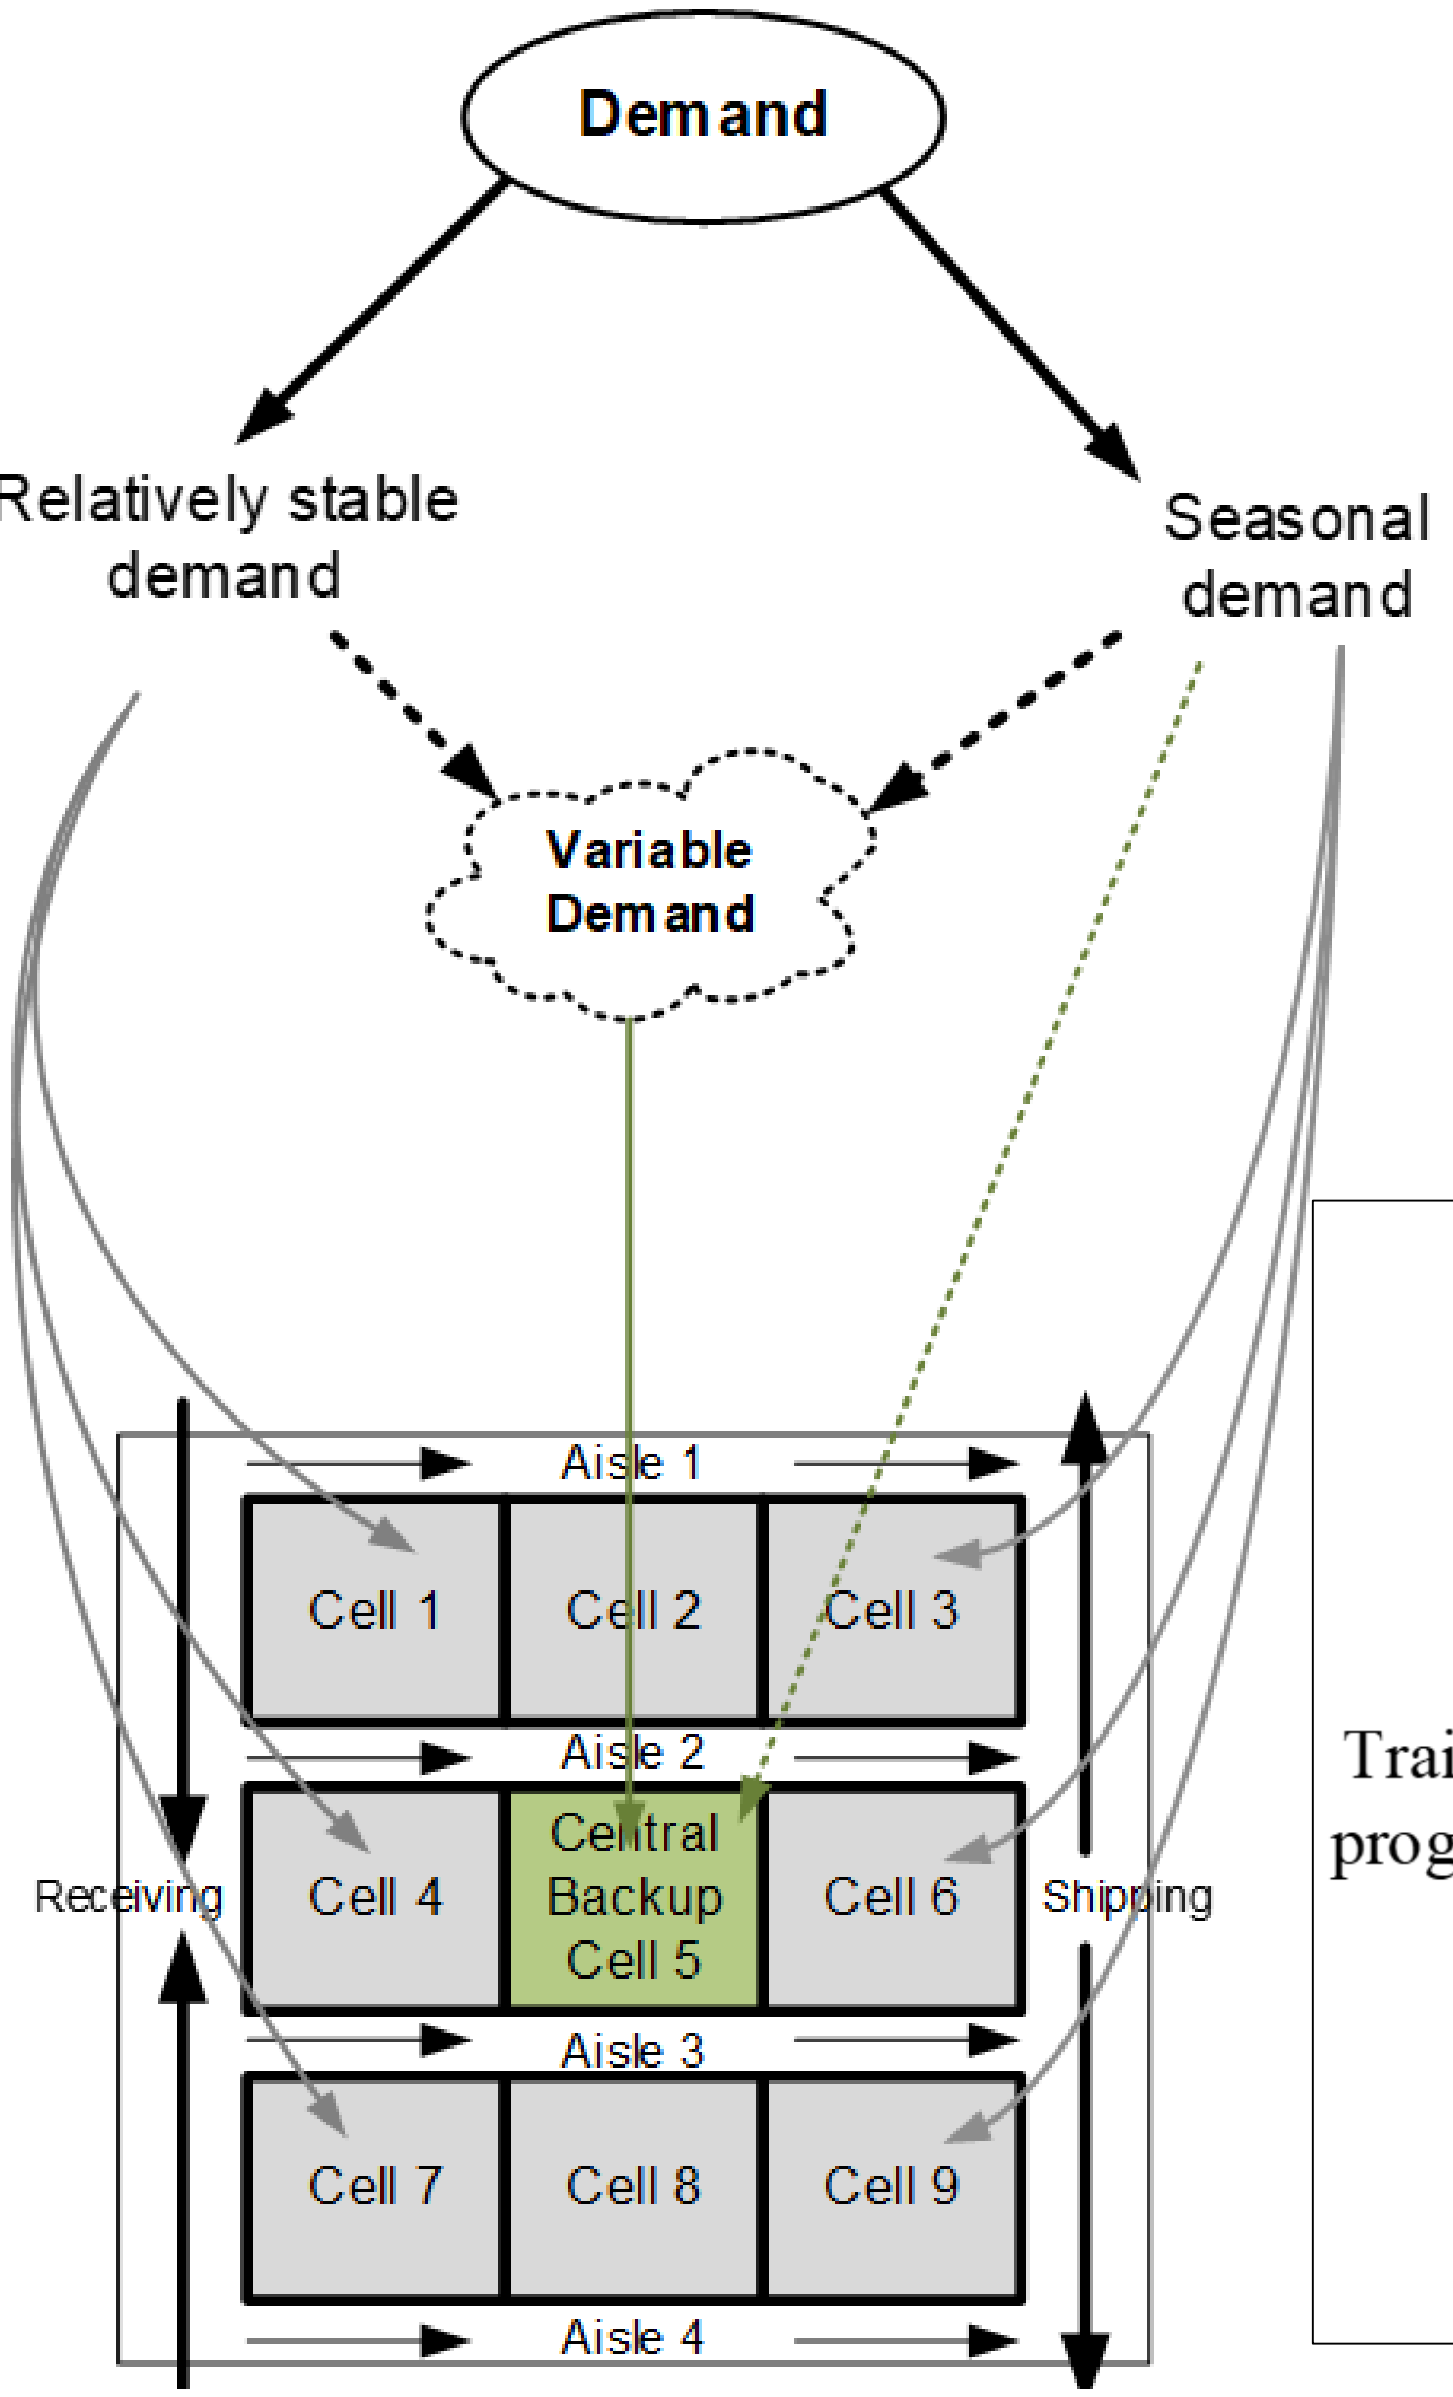 Demand
Relatively stable
demand
Seasonal
demand
Variable
Demand
Aisle 1
Cell 1
Cell 2
Cell 3
Aisle 2
Receiving
Cell 4
Central
Backup
Cell 5
Cell 6
Shipping
Aisle 3
Cell 7
Cell 8
Cell 9
Aisle 4